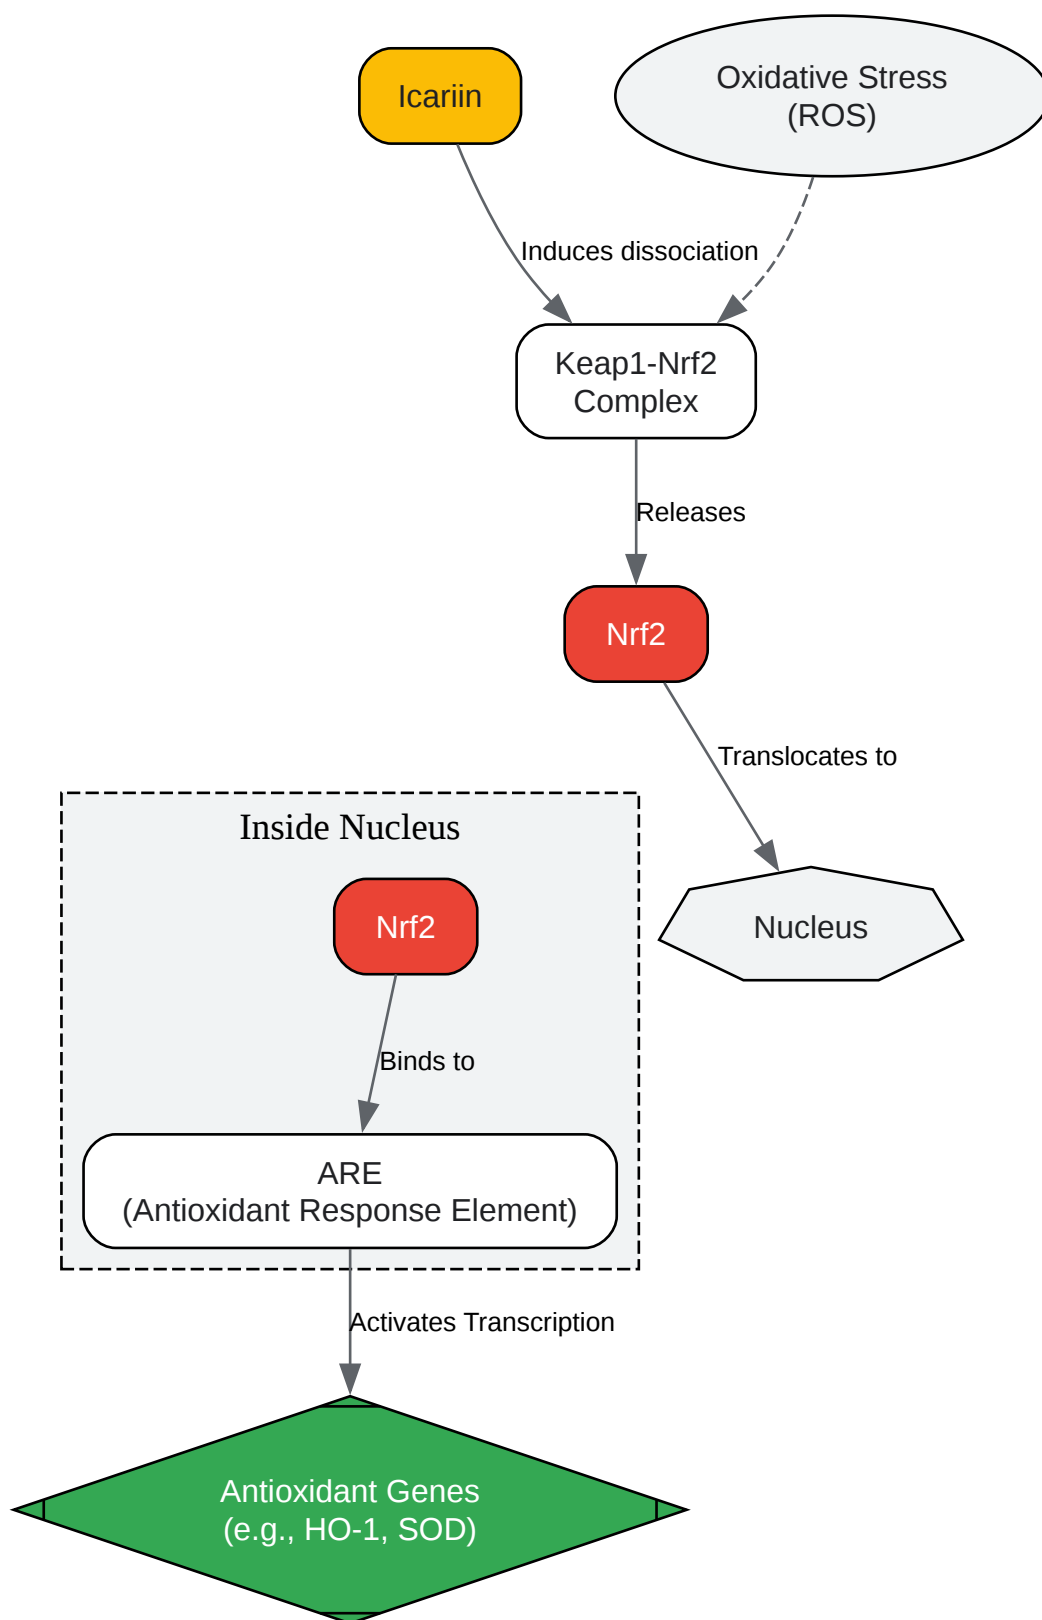 Icariin
Oxidative Stress
(ROS)
Induces dissociation
Keap1-Nrf2
Complex
Releases
Nrf2
Translocates to
Inside Nucleus
Nrf2
Nucleus
Binds to
ARE
(Antioxidant Response Element)
Activates Transcription
Antioxidant Genes
(e.g., HO-1, SOD)